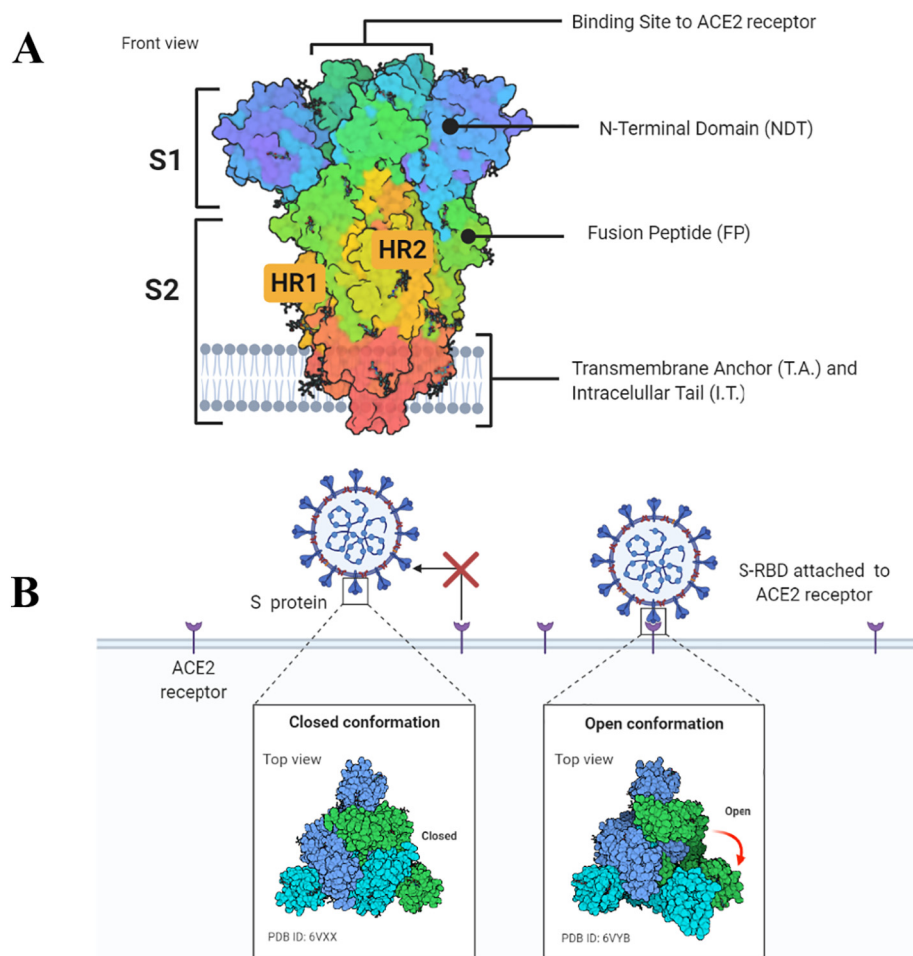 A
Front view
Binding Site to ACE2 receptor
S1
N-Terminal Domain (NDT)
Fusion Peptide (FP)
S2
HR1
HR2
Transmembrane Anchor (T.A.) and
Intracelullar Tail (I.T.)
B
S protein
S-RBD attached to
ACE2 receptor
ACE2
receptor
Closed conformation
Top view
Closed
PDB ID: 6VXX
Open conformation
Top view
Open
PDB ID: 6VYB